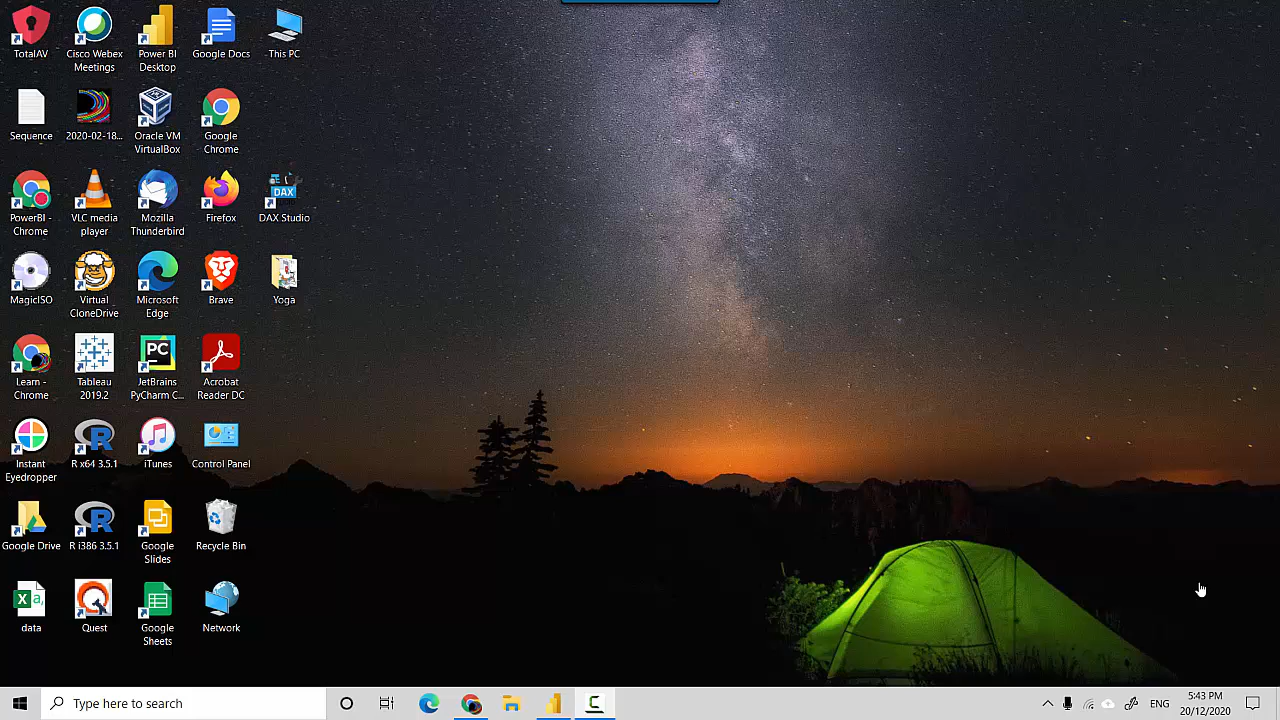 TotalAV
Cisco Webex
Meetings
Power BI
Desktop
Google Docs
This PC
Sequence
2020-02-18...
Oracle VM
VirtualBox
Google
Chrome
PowerBI -
Chrome
VLC media
player
Mozilla
Thunderbird
Firefox
DAX
DAX Studio
MagicISO
Virtual
CloneDrive
Microsoft
Edge
Brave
Yoga
Learn -
Chrome
Tableau
2019.2
PC
JetBrains
PyCharm C...
Acrobat
Reader DC
Instant
Eyedropper
R
R x64 3.5.1
iTunes
Control Panel
Google Drive
R
R i386 3.5.1
Google
Slides
Recycle Bin
X a,
data
Quest
Google
Sheets
Network
Type here to search
ENG
5:43 PM
20/12/2020